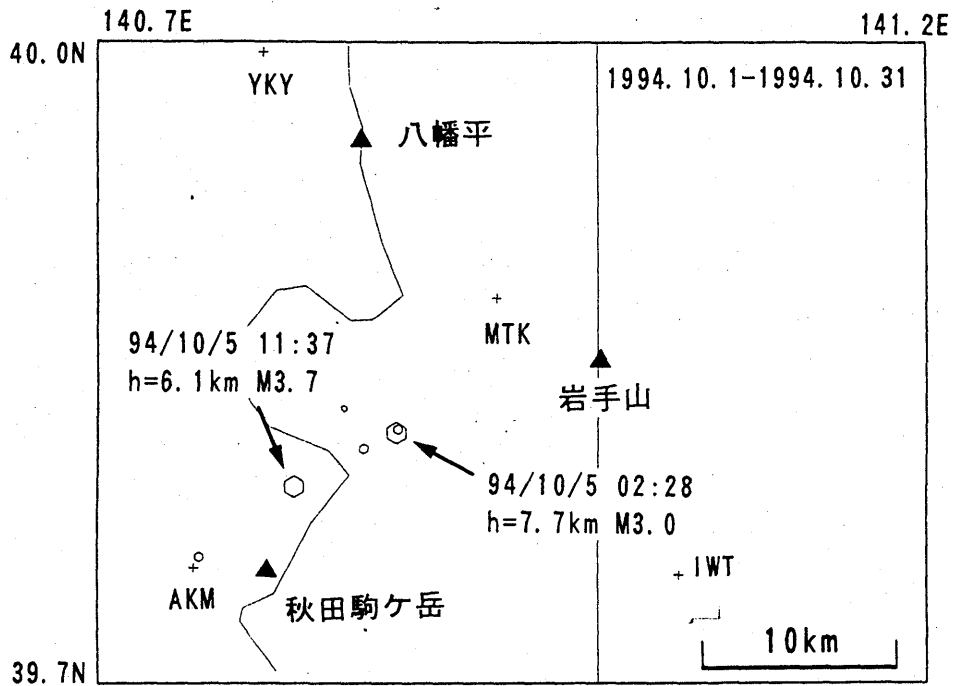 140.7E
141.2E
40.0N
YKY
1994.10.1-1994.10.31
八幡平
94/10/5 11:37
h=6.1km M3.7
MTK
岩手山
94/10/5 02:28
h=7.7km M3.0
AKM
秋田駒ケ岳
IWT
10km
39.7N